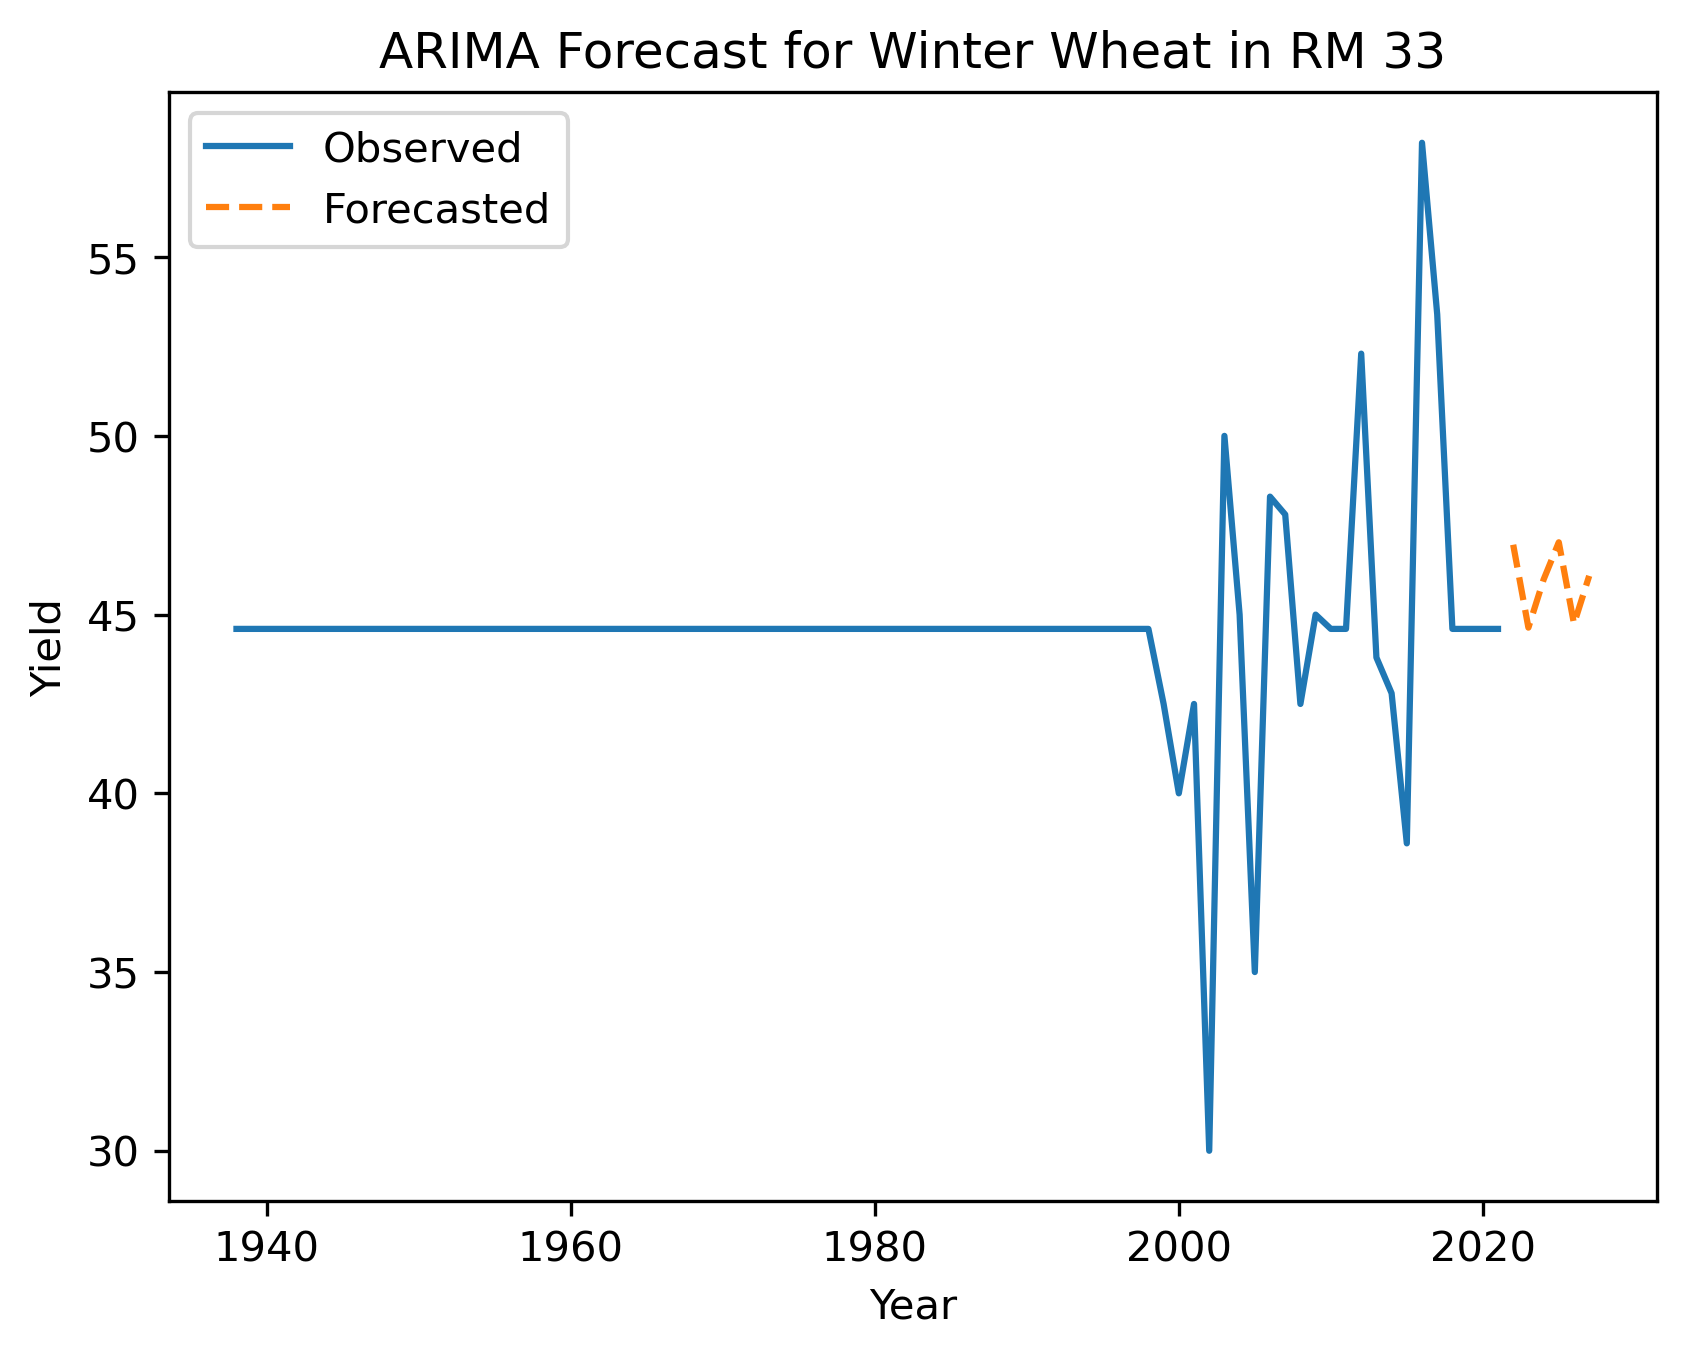 ARIMA Forecast for Winter Wheat in RM 33
Observed
Forecasted
55
50
45
40
35
30
Yield
1940 1960 1980 2000 2020
Year